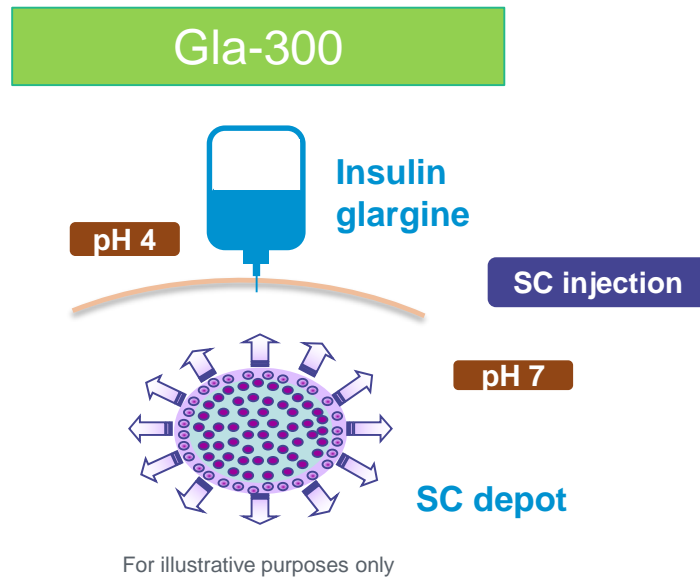 Gla-300
Insulin
glargine
pH 4
SC injection
pH 7
SC depot
For illustrative purposes only